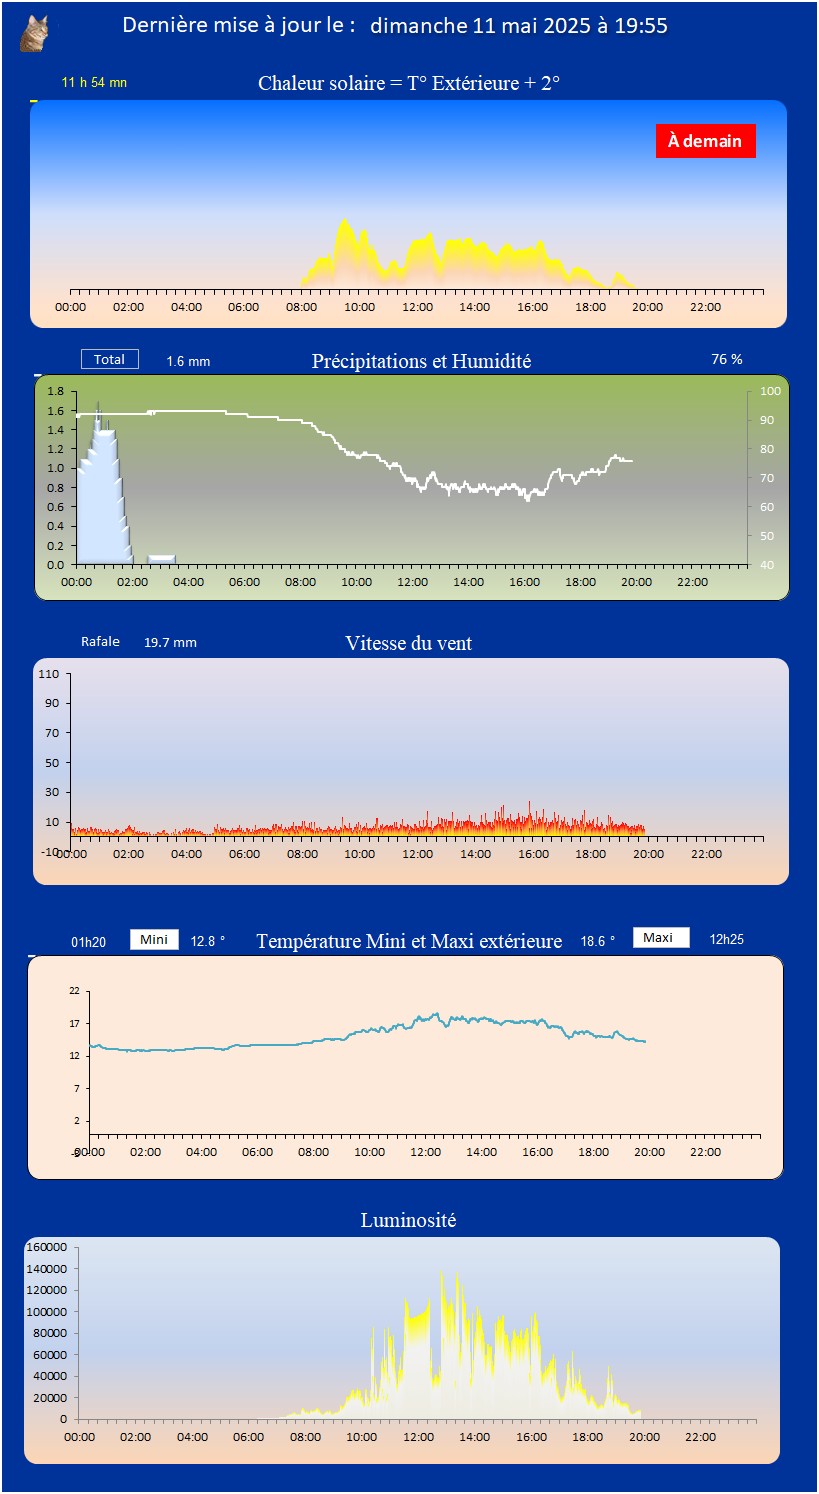 Dernière mise à jour le : dimanche 11 mai 2025 à 19:55
11 h 54 mn Chaleur solaire = T° Extérieure + 2°
À demain
00:00 02:00 04:00 06:00 08:00 10:00 12:00 14:00 16:00 18:00 20:00 22:00
Total 1.6 mm Précipitations et Humidité 76 %
1.8 100
1.6 90
1.4
1.2 80
1.0 70
0.8
0.6 60
0.4 50
0.2
0.0 40
00:00 02:00 04:00 06:00 08:00 10:00 12:00 14:00 16:00 18:00 20:00 22:00
Rafale 19.7 mm Vitesse du vent
110
90
70
50
30
10
-10 00:00 02:00 04:00 06:00 08:00 10:00 12:00 14:00 16:00 18:00 20:00 22:00
01h20 Mini 12.8 ° Température Mini et Maxi extérieure 18.6 ° Maxi 12h25
22
17
12
7
2
00:00 02:00 04:00 06:00 08:00 10:00 12:00 14:00 16:00 18:00 20:00 22:00
Luminosité
160000
140000
120000
100000
80000
60000
40000
20000
0
00:00 02:00 04:00 06:00 08:00 10:00 12:00 14:00 16:00 18:00 20:00 22:00